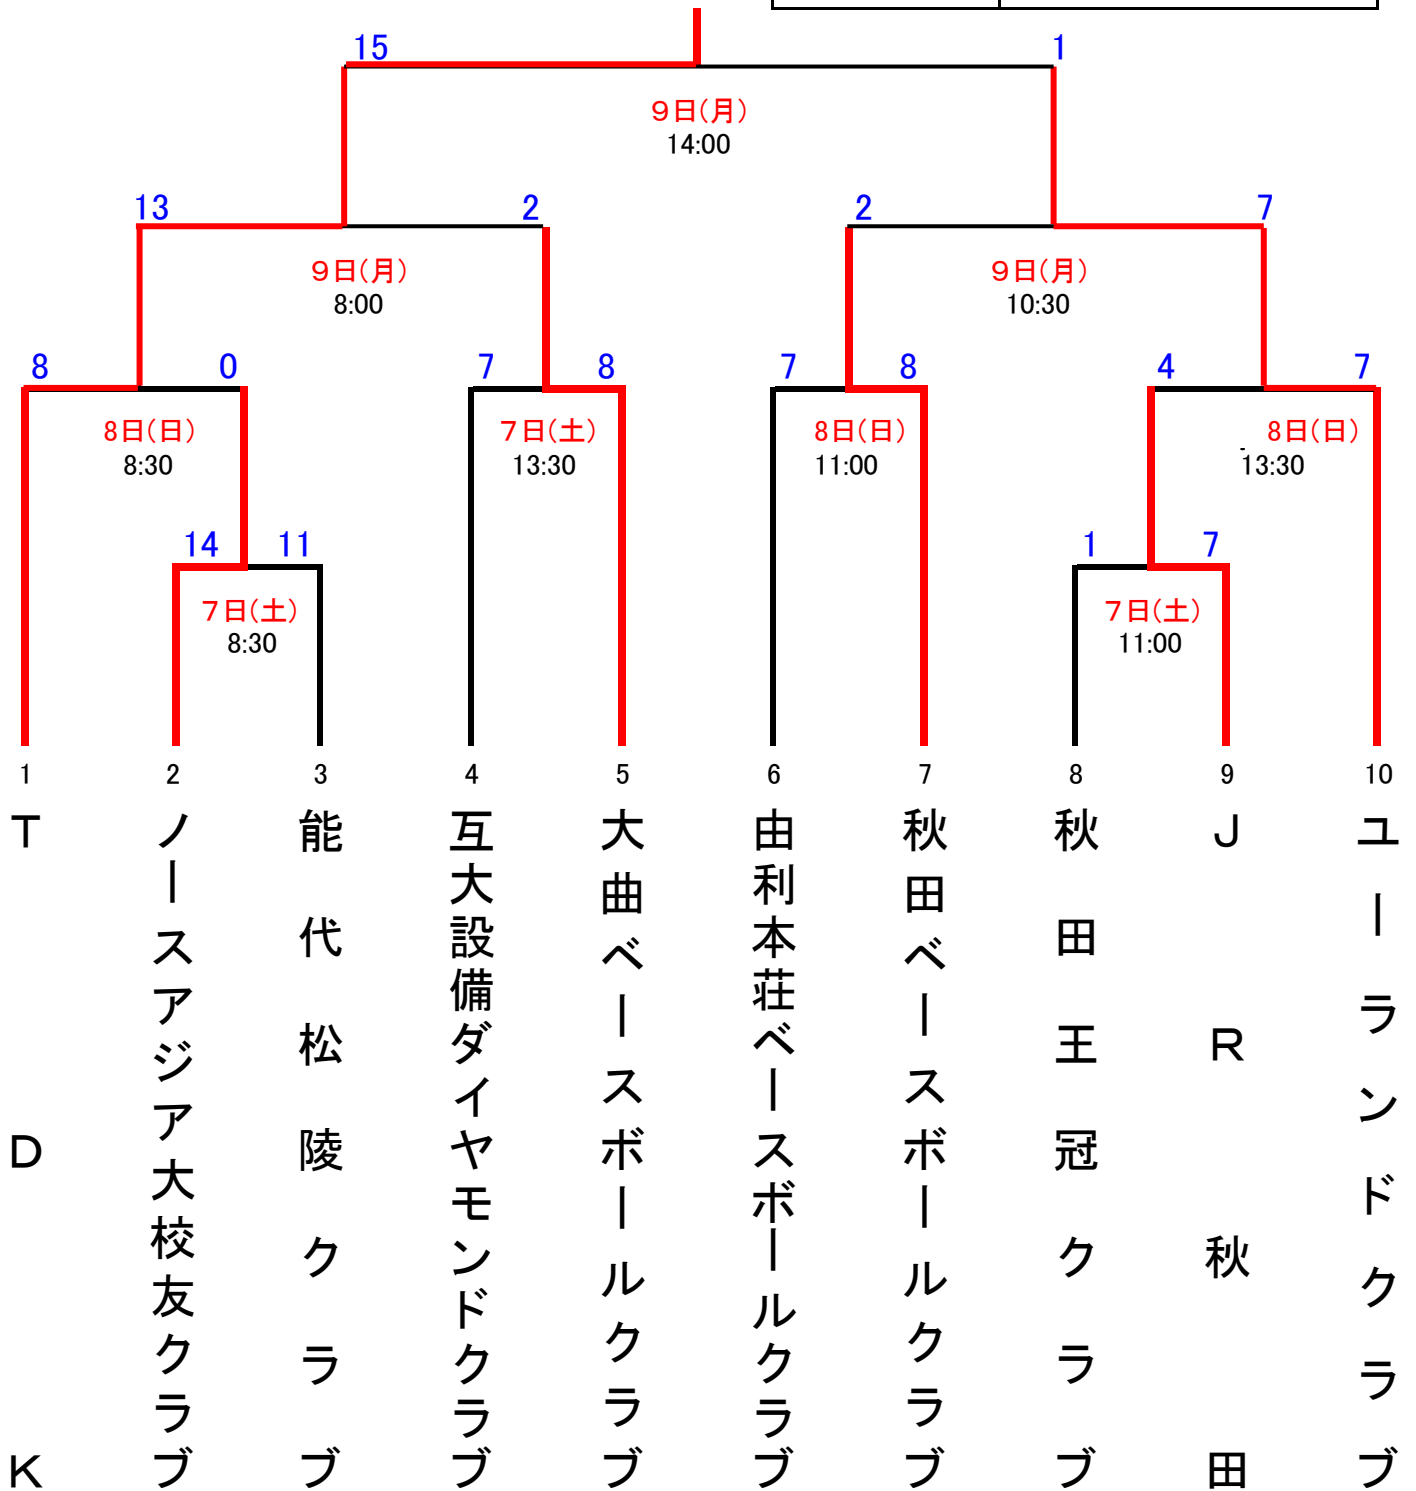 15 1
９日(月)
14:00
13 2 2 7
９日(月) ９日(月)
8:00 10:30
8 0 7 8 7 8 4 7
8日(日) ７日(土) 8日(日) 8日(日)
8:30 13:30 11:00 13:30
14 11 1 7
７日(土) ７日(土)
8:30 11:00
1 2 3 4 5 6 7 8 9 10
ＴＤＫ
ノースアジア大校友クラブ
能代松陵クラブ
互大設備ダイヤモンドクラブ
大曲ベースボールクラブ
由利本荘ベースボールクラブ
秋田ベースボールクラブ
秋田王冠クラブ
ＪＲ秋田
ユーランドクラブ